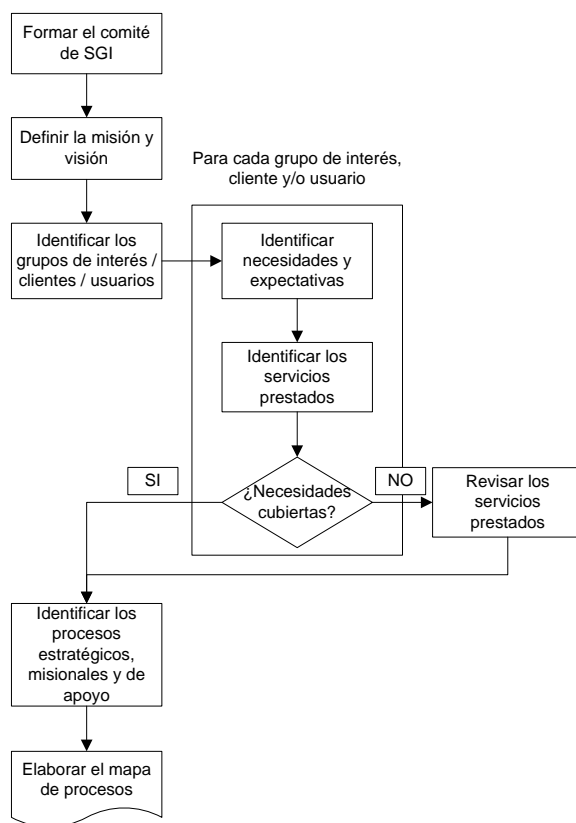 Formar el comité
de SGI
Definir la misión y
visión
Para cada grupo de interés,
cliente y/o usuario
Identificar los
grupos de interés /
clientes / usuarios
Identificar
necesidades y
expectativas
Identificar los
servicios
prestados
SI
¿Necesidades
cubiertas?
NO
Revisar los
servicios
prestados
Identificar los
procesos
estratégicos,
misionales y de
apoyo
Elaborar el mapa
de procesos